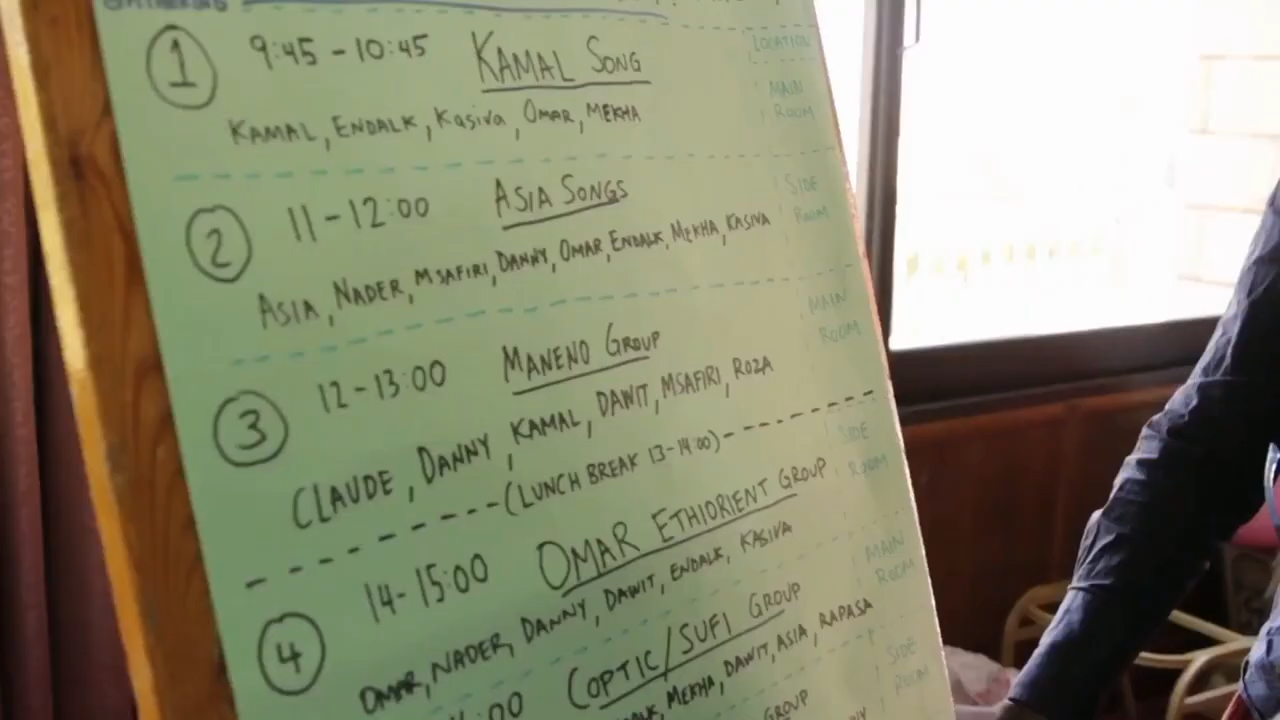 LOCATION
① 9:45 - 10:45 KAMAL SONG
MAIN ROOM
KAMAL, ENDALK, Kasiva, OMAR, MEKHA
② 11 - 12:00 ASIA SONGS
SIDE ROOM
ASIA, NADER, MSAFIRI, DANNY, OMAR, ENDALK, MEKHA, KASIVA
③ 12 - 13:00 MANENO GROUP
MAIN ROOM
CLAUDE, DANNY, KAMAL, DAWIT, MSAFIRI, ROZA
(LUNCH BREAK 13-14:00)
④ 14 - 15:00 OMAR ETHIORIENT GROUP
SIDE ROOM
OMAR, NADER, DANNY, DAWIT, ENDALK, KASIVA
:00 COPTIC/SUFI GROUP
MAIN ROOM
MEKHA, DAWIT, ASIA, RAPASA
GROUP
SIDE ROOM